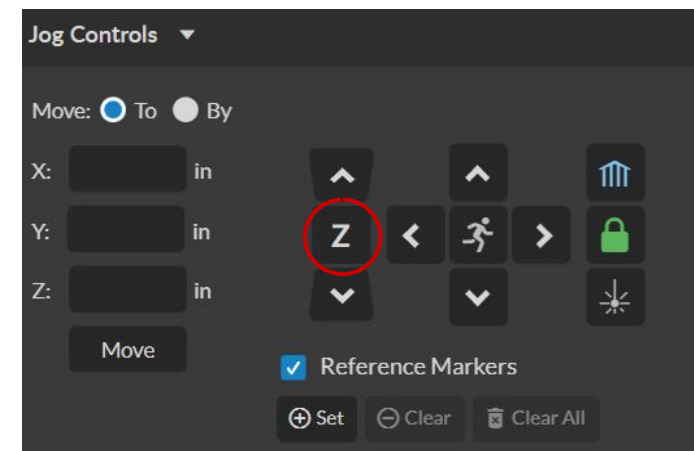 Jog Controls
Move: To By
X: in
Y: in Z
Z: in
Move
Reference Markers
Set Clear Clear All